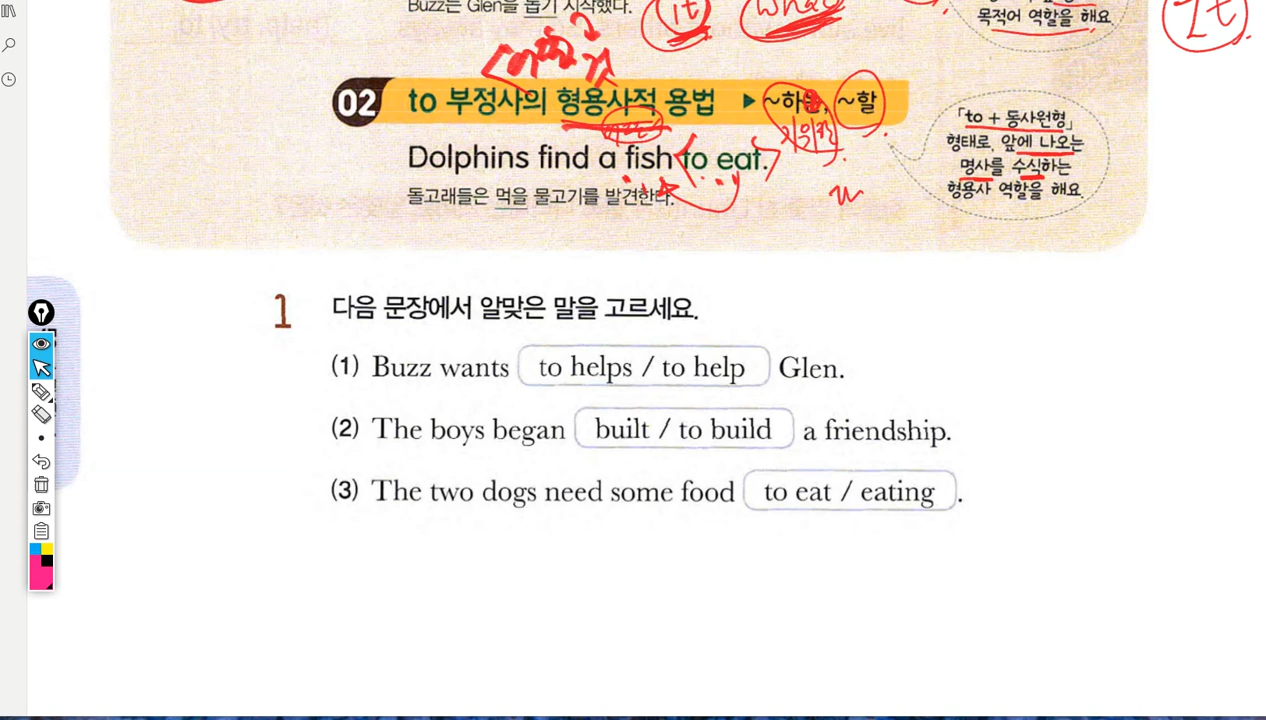 Buzz는 Glen을 돕기 시작했다.
it
what
목적어 역할을 해요
It
02 to 부정사의 형용사적 용법 ▶ ~하는, ~할
Dolphins find a fish to eat.
돌고래들은 먹을 물고기를 발견한다.
「to + 동사원형」
형태로, 앞에 나오는
명사를 수식하는
형용사 역할을 해요
1 다음 문장에서 알맞은 말을 고르세요.
(1) Buzz wants to helps / to help Glen.
(2) The boys began built / to build a friendship.
(3) The two dogs need some food to eat / eating .